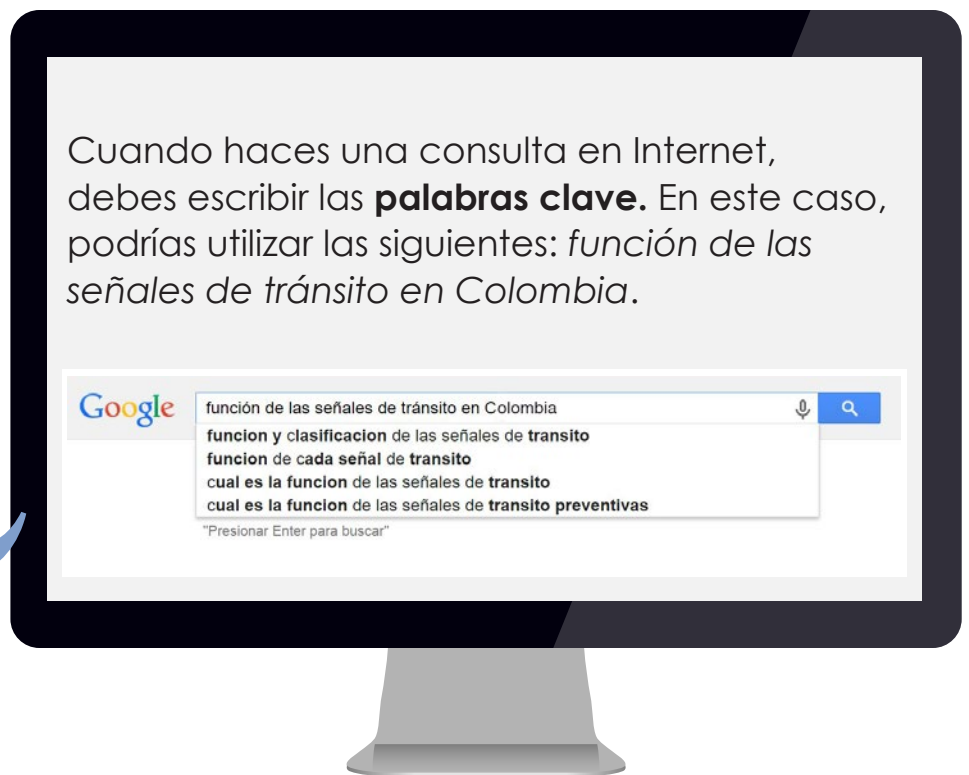 Cuando haces una consulta en Internet,
debes escribir las palabras clave. En este caso,
podrías utilizar las siguientes: función de las
señales de tránsito en Colombia.
Google
función de las señales de tránsito en Colombia
funcion y clasificacion de las señales de transito
funcion de cada señal de transito
cual es la funcion de las señales de transito
cual es la funcion de las señales de transito preventivas
"Presionar Enter para buscar"